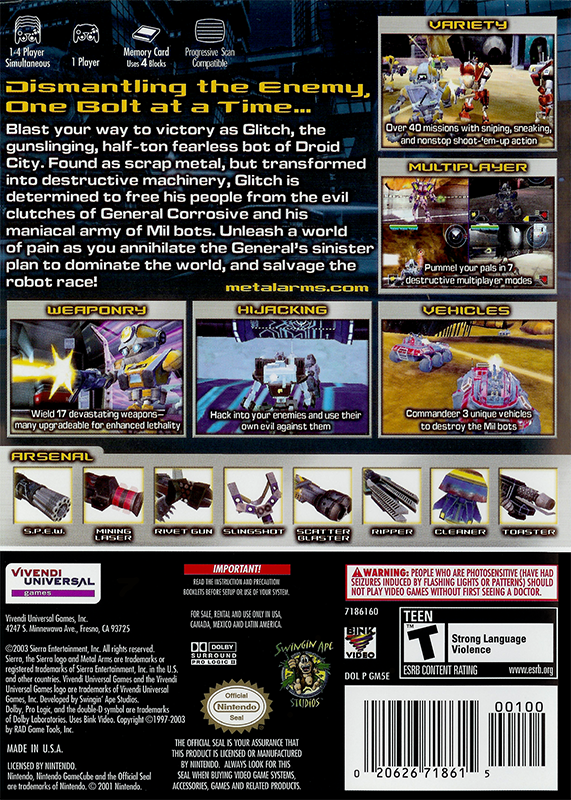 1-4 Player
Simultaneous
1 Player
Memory Card
Uses 4 Blocks
Progressive Scan
Compatible
Dismantling the Enemy,
One Bolt at a Time...
Blast your way to victory as Glitch, the
gunslinging, half-ton fearless bot of Droid
City. Found as scrap metal, but transformed
into destructive machinery, Glitch is
determined to free his people from the evil
clutches of General Corrosive and his
maniacal army of Mil bots. Unleash a world
of pain as you annihilate the General's sinister
plan to dominate the world, and salvage the
robot race!
metalarms.com
VARIETY
Over 40 missions with sniping, sneaking,
and nonstop shoot-'em-up action
MULTIPLAYER
Pummel your pals in 7
destructive multiplayer modes
WEAPONRY
Wield 17 devastating weapons—
many upgradeable for enhanced lethality
HIJACKING
Hack into your enemies and use their
own evil against them
VEHICLES
Commandeer 3 unique vehicles
to destroy the Mil bots
ARSENAL
S.P.E.W.
MINING
LASER
RIVET GUN
SLINGSHOT
SCATTER
BLASTER
RIPPER
CLEANER
TOASTER
VIVENDI
UNIVERSAL
games
Vivendi Universal Games, Inc.
4247 S. Minnewawa Ave., Fresno, CA 93725
©2003 Sierra Entertainment, Inc. All rights reserved.
Sierra, the Sierra logo and Metal Arms are trademarks or
registered trademarks of Sierra Entertainment, Inc. in the U.S.
and other countries. Vivendi Universal Games and the Vivendi
Universal Games logo are trademarks of Vivendi Universal
Games, Inc. Developed by Swingin' Ape Studios.
Dolby, Pro Logic, and the double-D symbol are trademarks
of Dolby Laboratories. Uses Bink Video. Copyright ©1997-2003
by RAD Game Tools, Inc.
MADE IN U.S.A.
LICENSED BY NINTENDO.
Nintendo, Nintendo GameCube and the Official Seal
are trademarks of Nintendo. © 2001 Nintendo.
IMPORTANT!
READ THE INSTRUCTION AND PRECAUTION
BOOKLETS BEFORE SETUP OR USE OF YOUR SYSTEM.
FOR SALE, RENTAL AND USE ONLY IN USA,
CANADA, MEXICO AND LATIN AMERICA.
DOLBY
SURROUND
PRO LOGIC II
SWINGIN' APE
STUDIOS
Official
Nintendo
Seal
THE OFFICIAL SEAL IS YOUR ASSURANCE THAT
THIS PRODUCT IS LICENSED OR MANUFACTURED
BY NINTENDO. ALWAYS LOOK FOR THIS
SEAL WHEN BUYING VIDEO GAME SYSTEMS,
ACCESSORIES, GAMES AND RELATED PRODUCTS.
WARNING: PEOPLE WHO ARE PHOTOSENSITIVE (HAVE HAD
SEIZURES INDUCED BY FLASHING LIGHTS OR PATTERNS) SHOULD
NOT PLAY VIDEO GAMES WITHOUT FIRST SEEING A DOCTOR.
7186160
BINK
VIDEO
DOL P GM5E
TEEN
T
Strong Language
Violence
ESRB CONTENT RATING www.esrb.org
00100
0 20626 71861 5